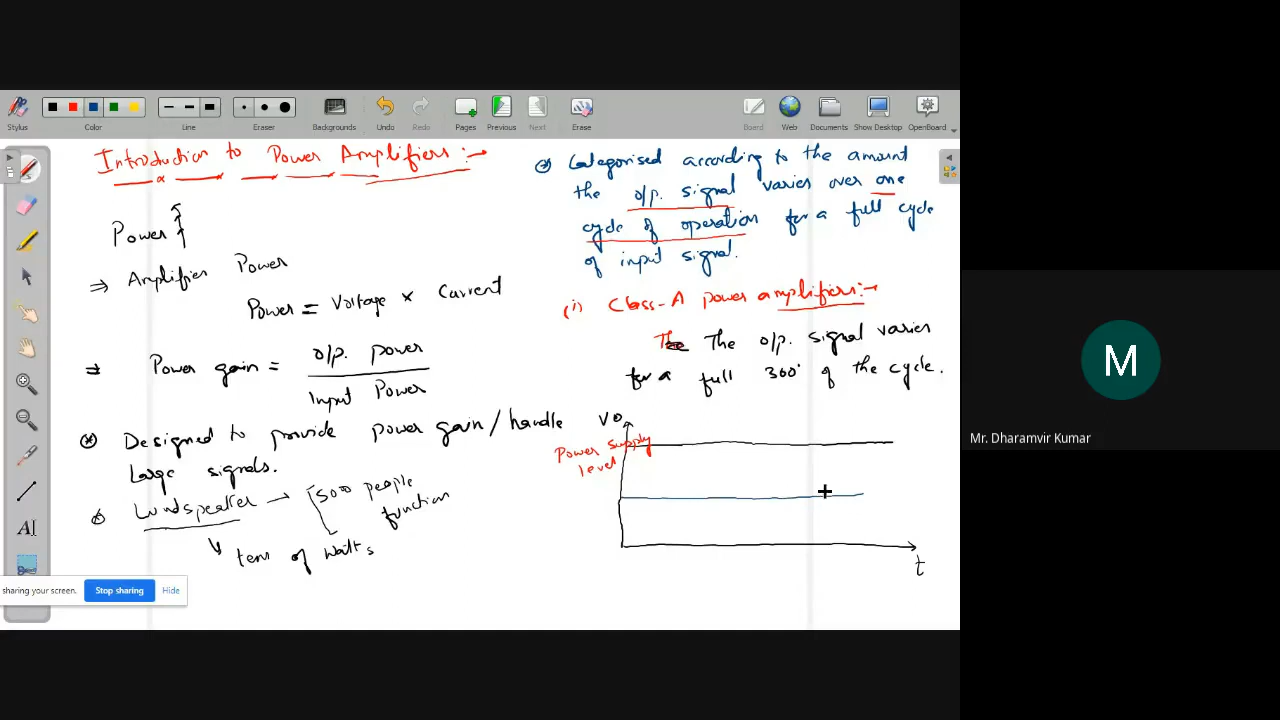 Stylus
Color
Line
Eraser
Backgrounds
Undo
Redo
Pages
Previous
Next
Erase
Board
Web
Documents
Show Desktop
OpenBoard
Introduction to Power Amplifiers:-
Power ↑
⇒ Amplifier Power
Power = Voltage × Current
⇒ Power gain = o/p. power
Input Power
Designed to provide power gain/handle
Large signals.
Loudspeaker → 5000 people
function
tens of Watts
Categorised according to the amount
the o/p. signal varies over one
cycle of operation for a full cycle
of input signal.
(i) Class-A power amplifiers:-
The The o/p. signal varies
for a full 360° of the cycle.
Power supply
level
t
sharing your screen.
Stop sharing
Hide
M
Mr. Dharamvir Kumar